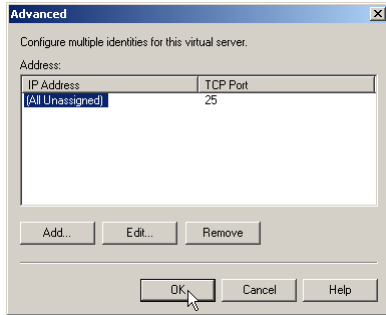 Advanced
Configure multiple identities for this virtual server.
Address:
IP Address TCP Port
(All Unassigned) 25
Add... Edit... Remove
OK Cancel Help